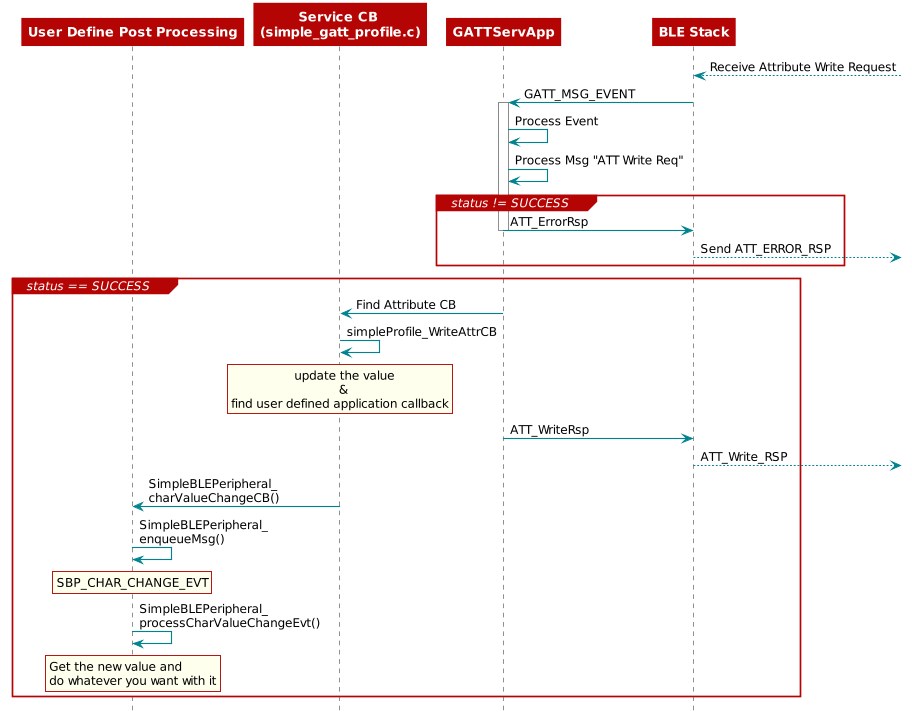 User Define Post Processing
Service CB
(simple_gatt_profile.c)
GATTServApp
BLE Stack
Receive Attribute Write Request
GATT_MSG_EVENT
Process Event
Process Msg "ATT Write Req"
status != SUCCESS
ATT_ErrorRsp
Send ATT_ERROR_RSP
status == SUCCESS
Find Attribute CB
simpleProfile_WriteAttrCB
update the value
&
find user defined application callback
ATT_WriteRsp
ATT_Write_RSP
SimpleBLEPeripheral_
charValueChangeCB()
SimpleBLEPeripheral_
enqueueMsg()
SBP_CHAR_CHANGE_EVT
SimpleBLEPeripheral_
processCharValueChangeEvt()
Get the new value and
do whatever you want with it